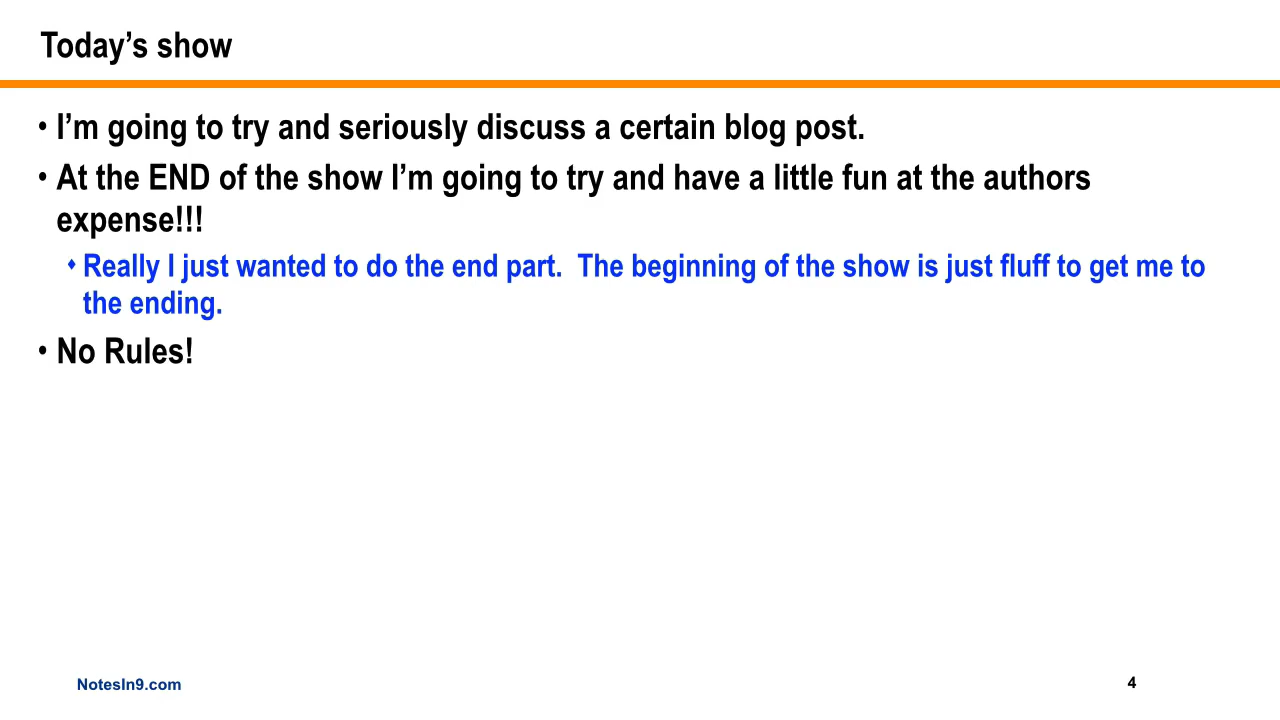 Today’s show
• I’m going to try and seriously discuss a certain blog post.
• At the END of the show I’m going to try and have a little fun at the authors
expense!!!
♦ Really I just wanted to do the end part.  The beginning of the show is just fluff to get me to
the ending.
• No Rules!
NotesIn9.com
4